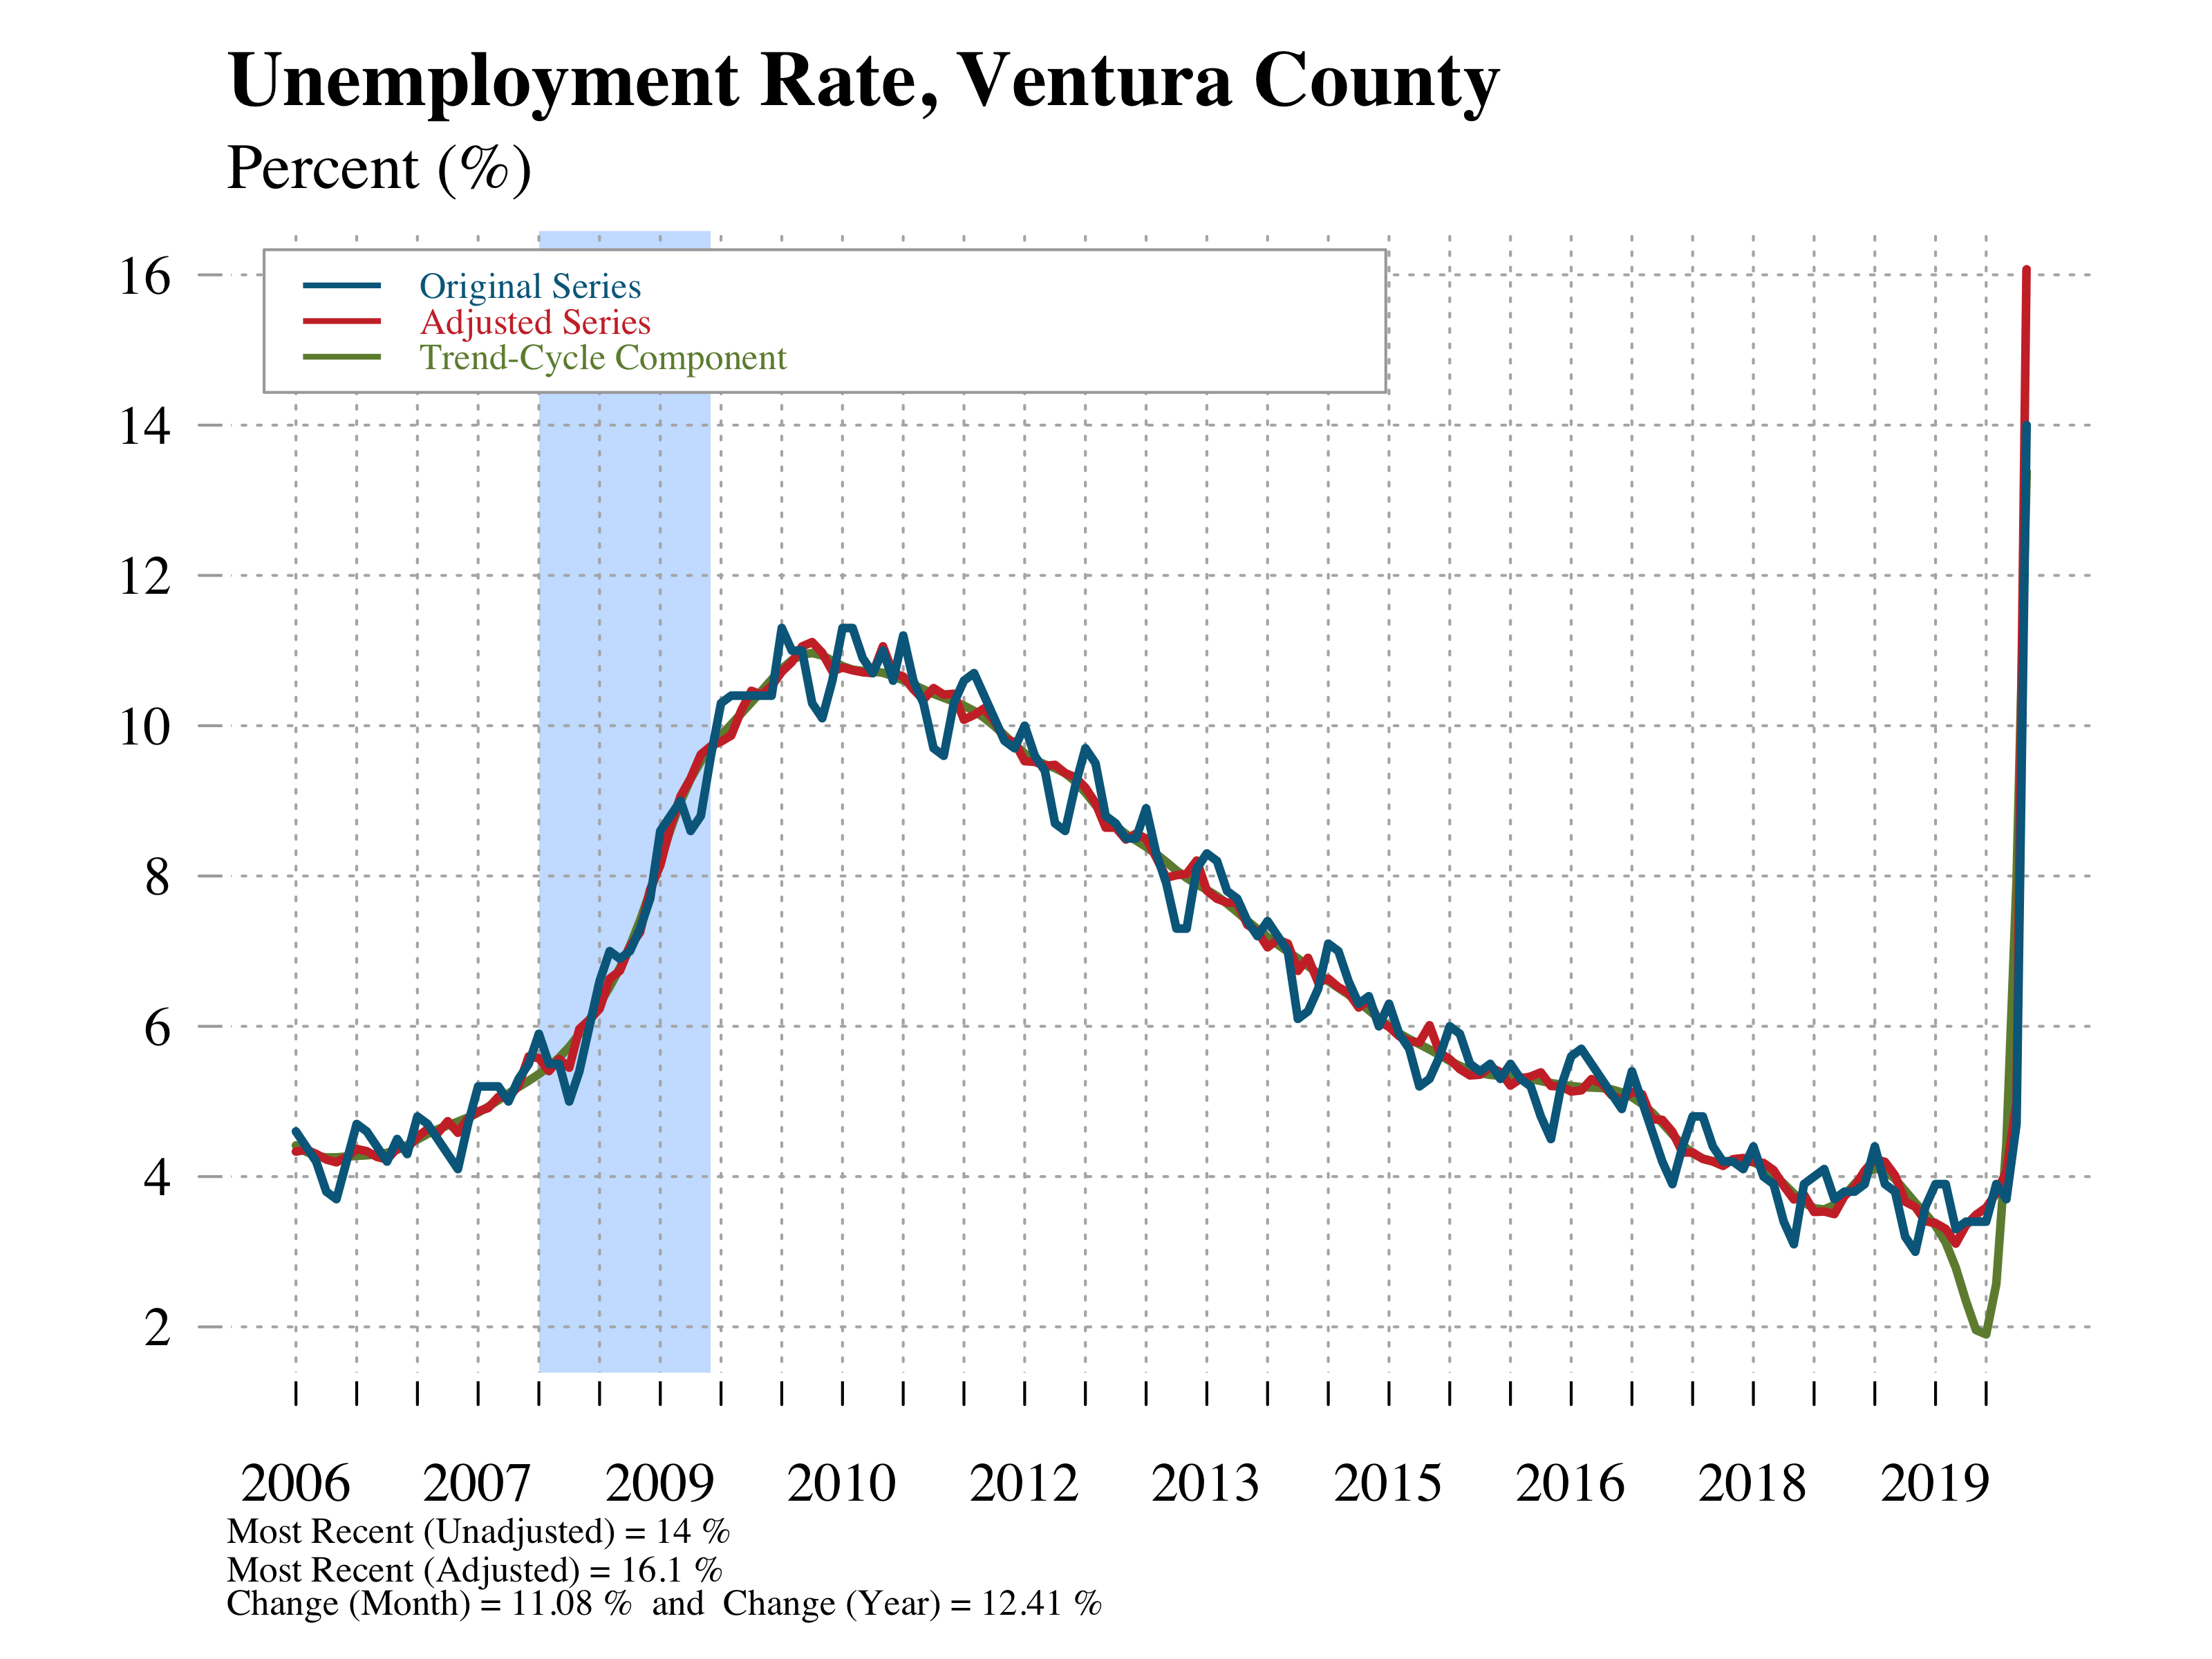 Unemployment Rate, Ventura County
Percent (%)
Original Series
Adjusted Series
Trend-Cycle Component
16
14
12
10
8
6
4
2
2006 2007 2009 2010 2012 2013 2015 2016 2018 2019
Most Recent (Unadjusted) = 14 %
Most Recent (Adjusted) = 16.1 %
Change (Month) = 11.08 % and Change (Year) = 12.41 %